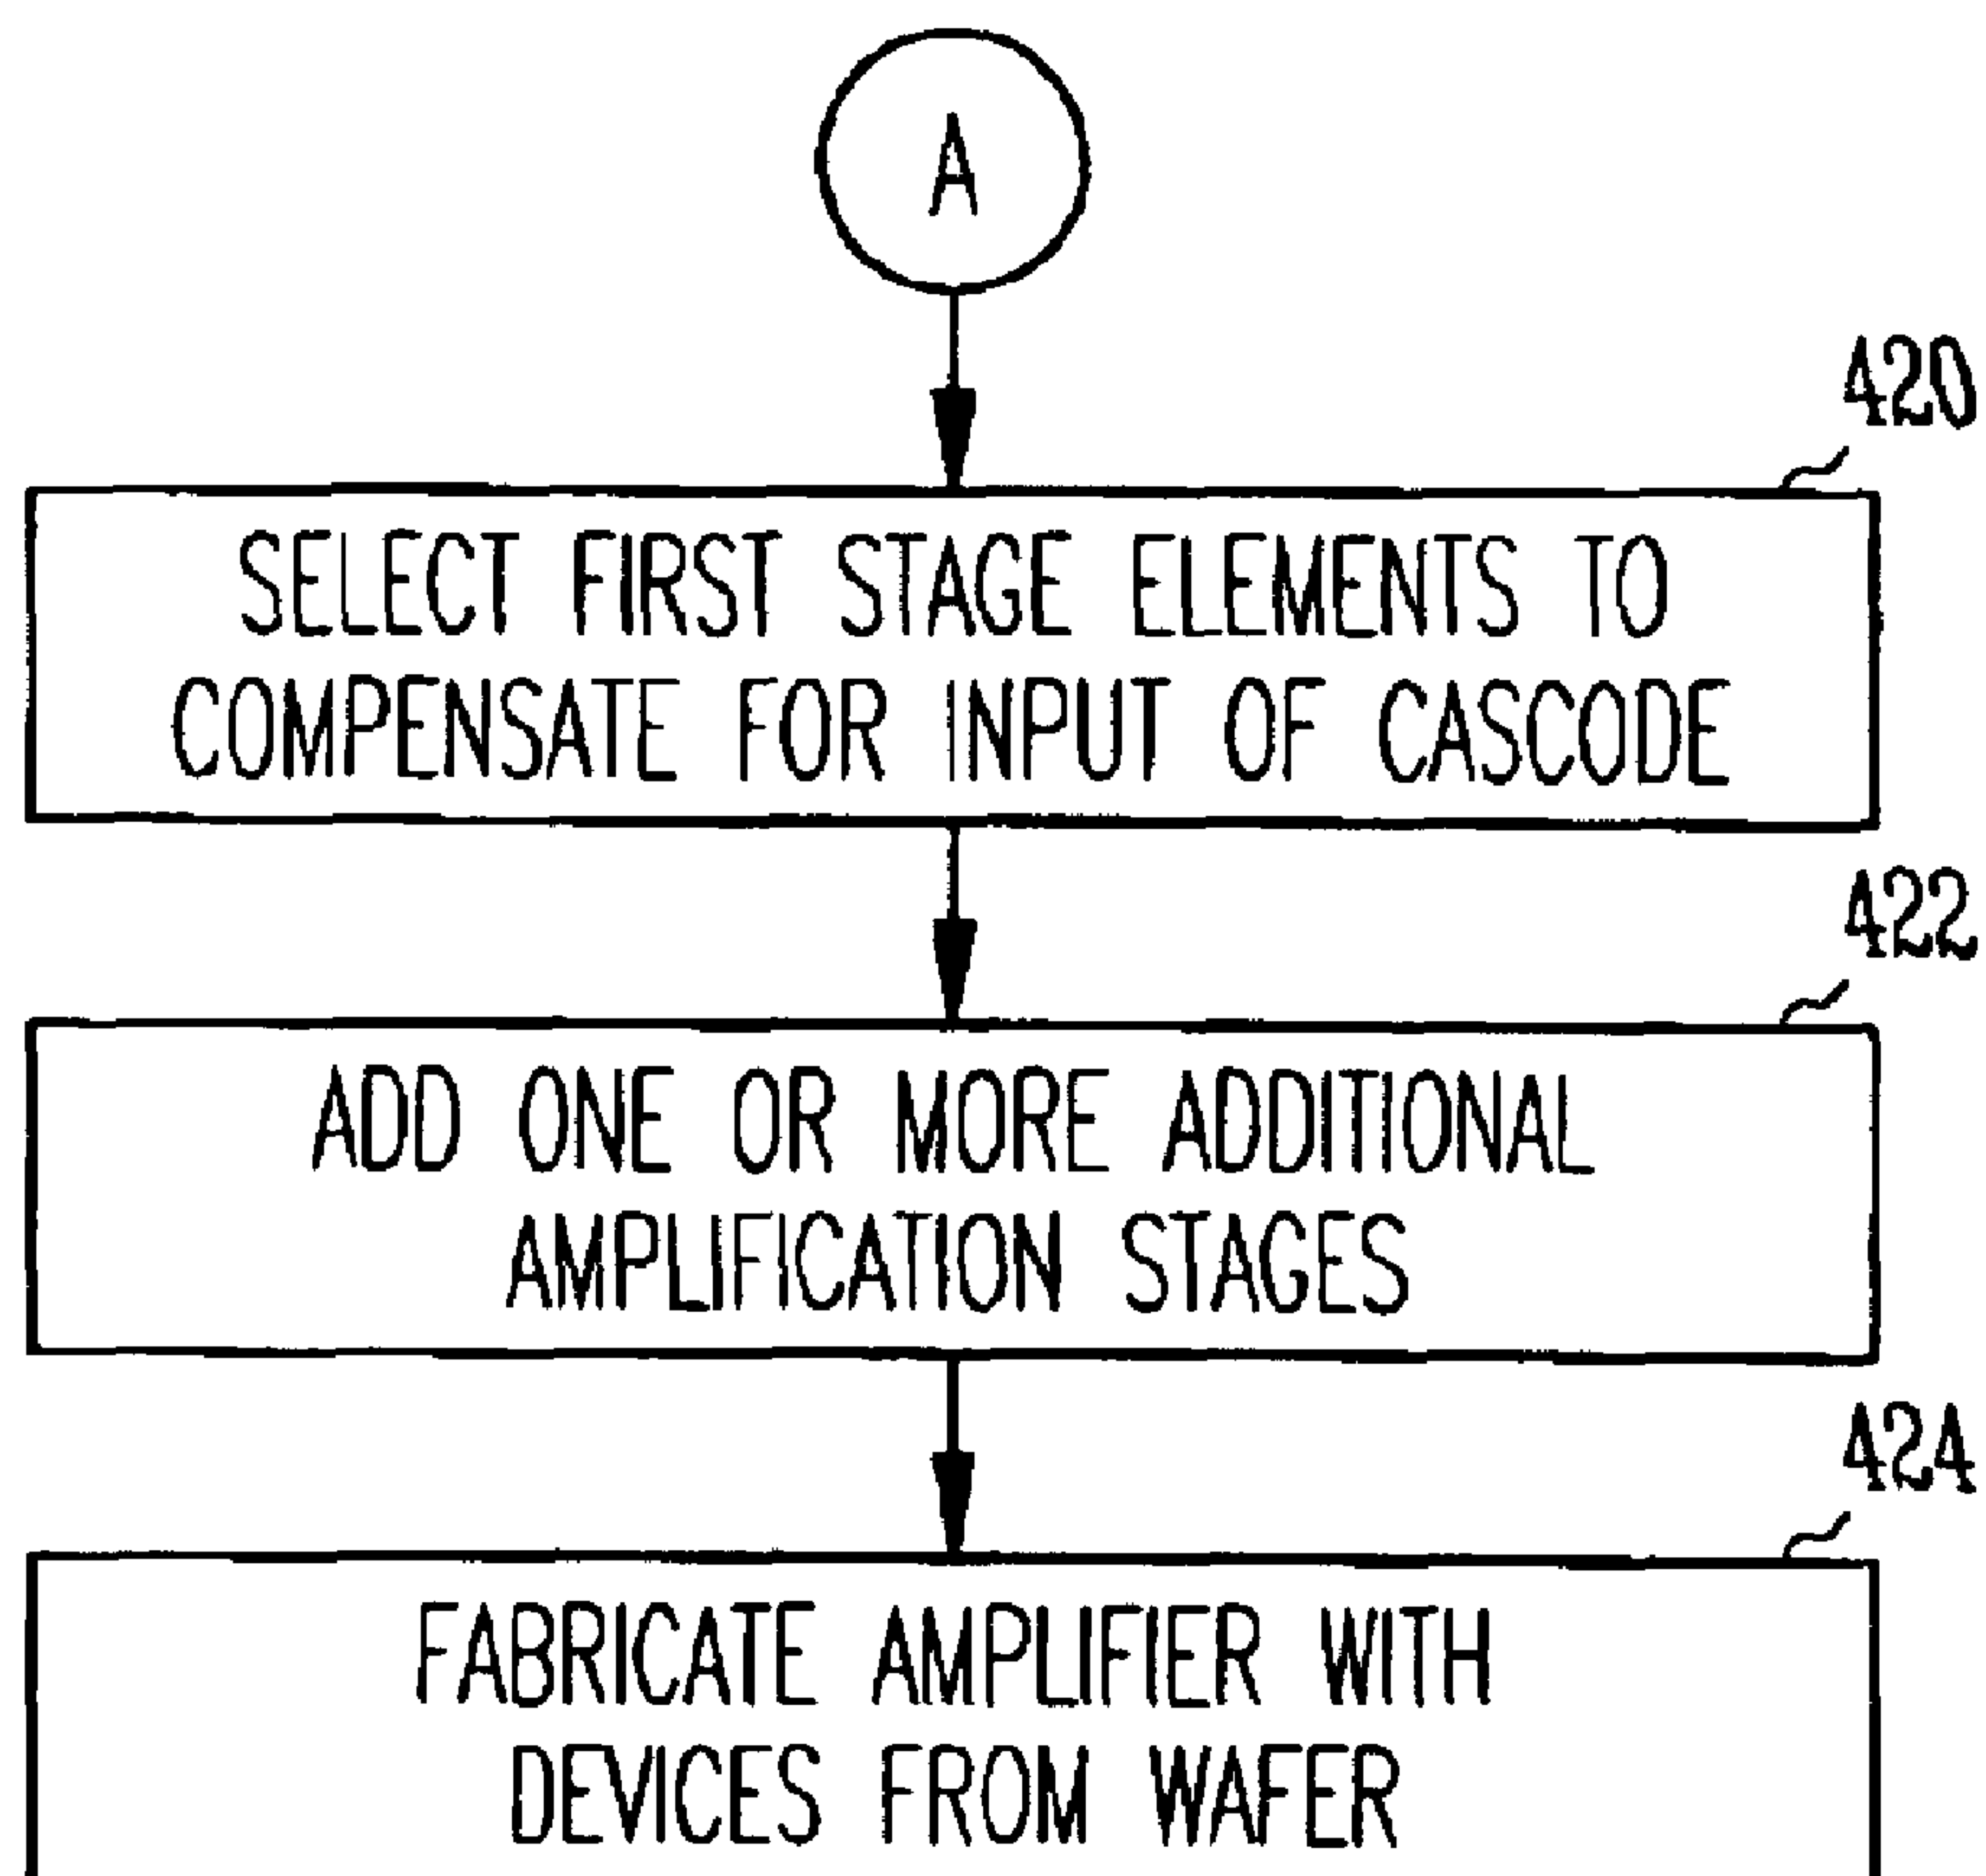 A
420
SELECT FIRST STAGE ELEMENTS TO
COMPENSATE FOR INPUT OF CASCODE
422
ADD ONE OR MORE ADDITIONAL
AMPLIFICATION STAGES
424
FABRICATE AMPLIFIER WITH
DEVICES FROM WAFER